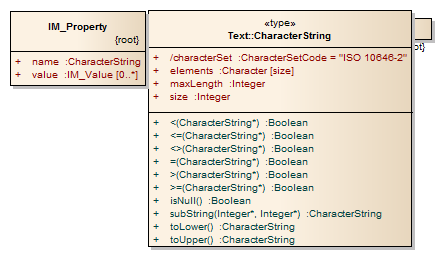 IM_Property
{root}
+ name :CharacterString
+ value :IM_Value [0..*]
«type»
Text::CharacterString
+ /characterSet :CharacterSetCode = "ISO 10646-2"
+ elements :Character [size]
+ maxLength :Integer
+ size :Integer
+ <(CharacterString*) :Boolean
+ <=(CharacterString*) :Boolean
+ <>(CharacterString*) :Boolean
+ =(CharacterString*) :Boolean
+ >(CharacterString*) :Boolean
+ >=(CharacterString*) :Boolean
+ isNull() :Boolean
+ subString(Integer*, Integer*) :CharacterString
+ toLower() :CharacterString
+ toUpper() :CharacterString
ot}